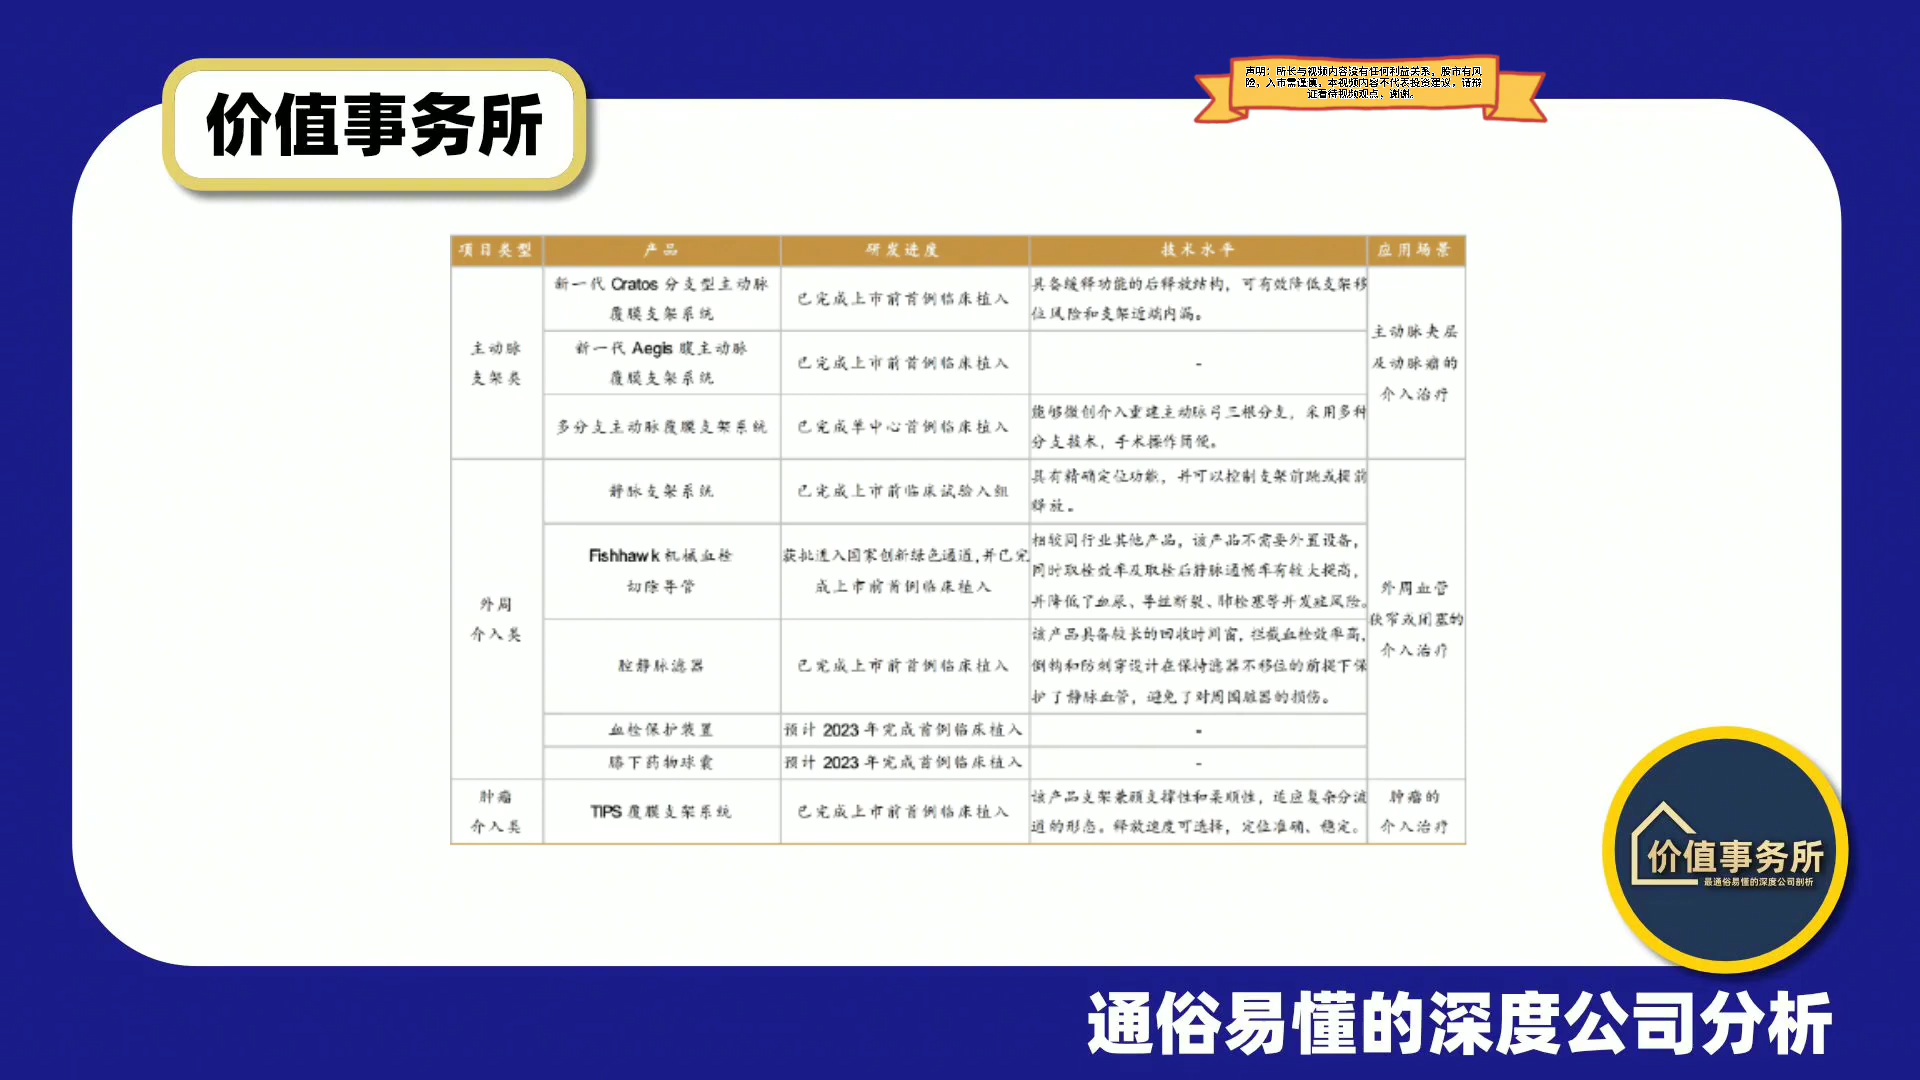 价值事务所
声明：所长与视频内容没有任何利益关系，股市有风
险，入市需谨慎，本视频内容不代表投资建议，请辩
证看待视频观点，谢谢。
项目类型 产品 研发进度 技术水平 应用场景
主动脉
支架类
新一代 Cratos 分支型主动脉
覆膜支架系统
已完成上市前首例临床植入
具备缓释功能的后释放结构，可有效降低支架移
位风险和支架近端内漏。
新一代 Aegis 腹主动脉
覆膜支架系统
已完成上市前首例临床植入
-
多分支主动脉覆膜支架系统
已完成单中心首例临床植入
能够微创介入重建主动脉弓三根分支，采用多种
分支技术，手术操作简便。
主动脉夹层
及动脉瘤的
介入治疗
外周
介入类
静脉支架系统
已完成上市前临床试验入组
具有精确定位功能，并可以控制支架前跳或提前
释放。
Fishhawk 机械血栓
切除导管
获批进入国家创新绿色通道,并已完
成上市前首例临床植入
相较同行业其他产品，该产品不需要外置设备，
同时取栓效率及取栓后静脉通畅率有较大提高，
并降低了血尿、导丝断裂、肺栓塞等并发症风险。
腔静脉滤器
已完成上市前首例临床植入
该产品具备较长的回收时间窗，拦截血栓效率高，
倒钩和防刺穿设计在保持滤器不移位的前提下保
护了静脉血管，避免了对周围脏器的损伤。
血栓保护装置
预计 2023 年完成首例临床植入
-
膝下药物球囊
预计 2023 年完成首例临床植入
-
外周血管
狭窄或闭塞的
介入治疗
肿瘤
介入类
TIPS 覆膜支架系统
已完成上市前首例临床植入
该产品支架兼顾支撑性和柔顺性，适应复杂分流
道的形态。释放速度可选择，定位准确、稳定。
肿瘤的
介入治疗
价值事务所
最通俗易懂的深度公司剖析
通俗易懂的深度公司分析